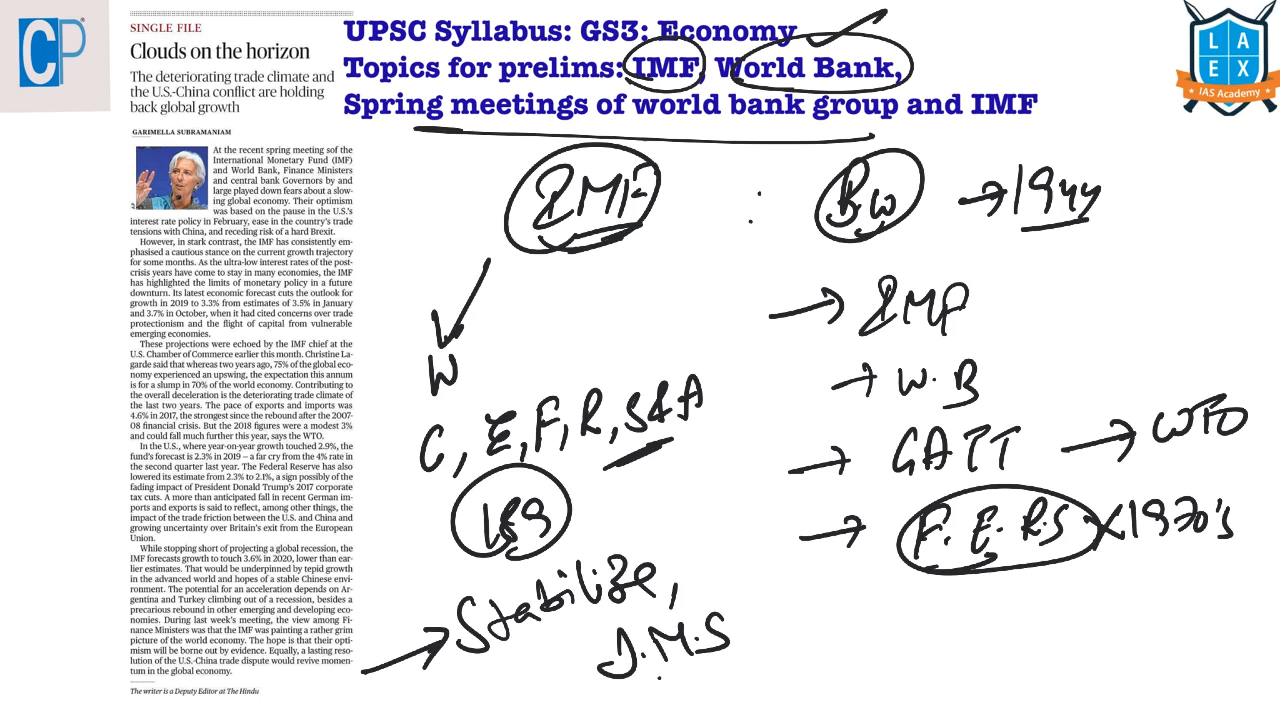 CP
SINGLE FILE
Clouds on the horizon
The deteriorating trade climate and
the U.S.-China conflict are holding
back global growth
GARIMELLA SUBRAMANIAM
At the recent spring meeting sof the
International Monetary Fund (IMF)
and World Bank, Finance Ministers
and central bank Governors by and
large played down fears about a slow-
ing global economy. Their optimism
was based on the pause in the U.S.'s
interest rate policy in February, ease in the country's trade
tensions with China, and receding risk of a hard Brexit.
However, in stark contrast, the IMF has consistently em-
phasised a cautious stance on the current growth trajectory
for some months. As the ultra-low interest rates of the post-
crisis years have come to stay in many economies, the IMF
has highlighted the limits of monetary policy in a future
downturn. Its latest economic forecast cuts the outlook for
growth in 2019 to 3.3% from estimates of 3.5% in January
and 3.7% in October, when it had cited concerns over trade
protectionism and the flight of capital from vulnerable
emerging economies.
These projections were echoed by the IMF chief at the
U.S. Chamber of Commerce earlier this month. Christine La-
garde said that whereas two years ago, 75% of the global eco-
nomy experienced an upswing, the expectation this annum
is for a slump in 70% of the world economy. Contributing to
the overall deceleration is the deteriorating trade climate of
the last two years. The pace of exports and imports was
4.6% in 2017, the strongest since the rebound after the 2007-
08 financial crisis. But the 2018 figures were a modest 3%
and could fall much further this year, says the WTO.
In the U.S., where year-on-year growth touched 2.9%, the
fund's forecast is 2.3% in 2019 – a far cry from the 4% rate in
the second quarter last year. The Federal Reserve has also
lowered its estimate from 2.3% to 2.1%, a sign possibly of the
fading impact of President Donald Trump's 2017 corporate
tax cuts. A more than anticipated fall in recent German im-
ports and exports is said to reflect, among other things, the
impact of the trade friction between the U.S. and China and
growing uncertainty over Britain's exit from the European
Union.
While stopping short of projecting a global recession, the
IMF forecasts growth to touch 3.6% in 2020, lower than ear-
lier estimates. That would be underpinned by tepid growth
in the advanced world and hopes of a stable Chinese envi-
ronment. The potential for an acceleration depends on Ar-
gentina and Turkey climbing out of a recession, besides a
precarious rebound in other emerging and developing eco-
nomies. During last week's meeting, the view among Fi-
nance Ministers was that the IMF was painting a rather grim
picture of the world economy. The hope is that their opti-
mism will be borne out by evidence. Equally, a lasting reso-
lution of the U.S.-China trade dispute would revive momen-
tum in the global economy.
The writer is a Deputy Editor at The Hindu
UPSC Syllabus: GS3: Economy
Topics for prelims: IMF, World Bank,
Spring meetings of world bank group and IMF
LA
EX
IAS Academy
IMF : BW → 1944
W
C, E, F, R, S&A
189
→ Stabilize,
I.M.S
→ IMF
→ W.B
→ GATT → WTO
→ F.E.R.S X 1970's